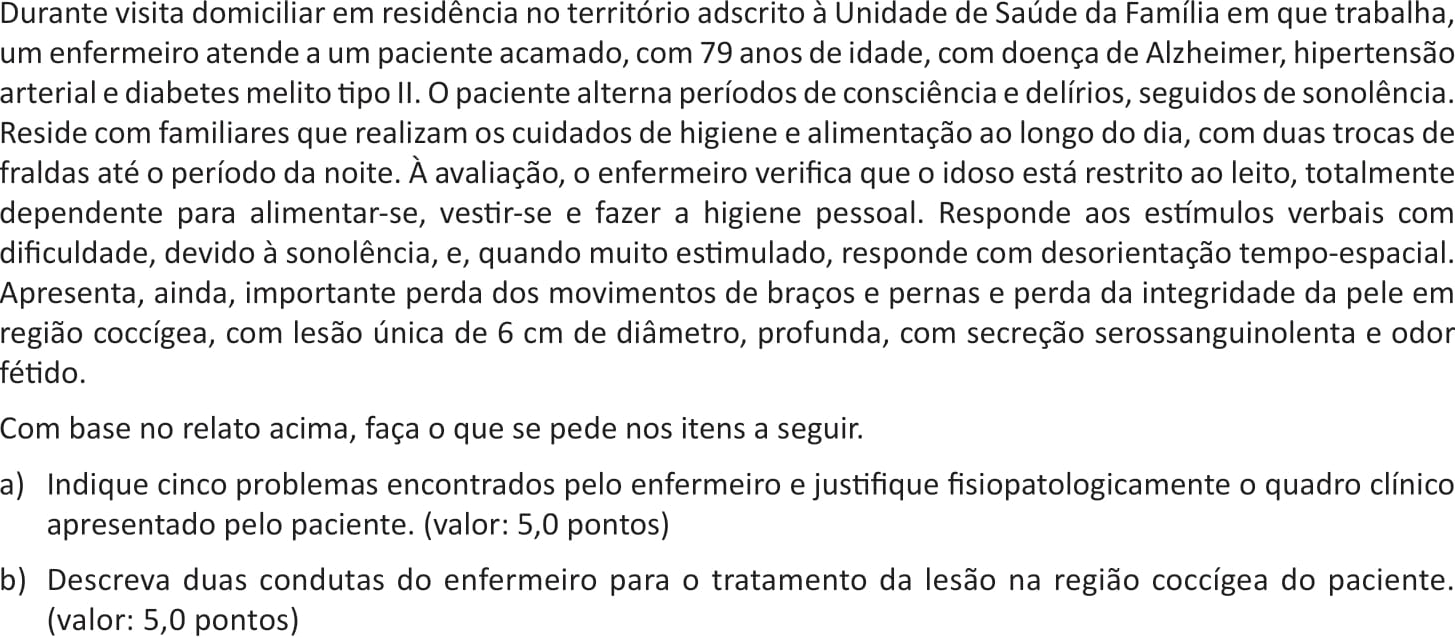 Durante visita domiciliar em residência no território adscrito à Unidade de Saúde da Família em que trabalha,
um enfermeiro atende a um paciente acamado, com 79 anos de idade, com doença de Alzheimer, hipertensão
arterial e diabetes melito tipo II. O paciente alterna períodos de consciência e delírios, seguidos de sonolência.
Reside com familiares que realizam os cuidados de higiene e alimentação ao longo do dia, com duas trocas de
fraldas até o período da noite. À avaliação, o enfermeiro verifica que o idoso está restrito ao leito, totalmente
dependente para alimentar-se, vestir-se e fazer a higiene pessoal. Responde aos estímulos verbais com
dificuldade, devido à sonolência, e, quando muito estimulado, responde com desorientação tempo-espacial.
Apresenta, ainda, importante perda dos movimentos de braços e pernas e perda da integridade da pele em
região coccígea, com lesão única de 6 cm de diâmetro, profunda, com secreção serossanguinolenta e odor
fétido.
Com base no relato acima, faça o que se pede nos itens a seguir.
a) Indique cinco problemas encontrados pelo enfermeiro e justifique fisiopatologicamente o quadro clínico
apresentado pelo paciente. (valor: 5,0 pontos)
b) Descreva duas condutas do enfermeiro para o tratamento da lesão na região coccígea do paciente.
(valor: 5,0 pontos)